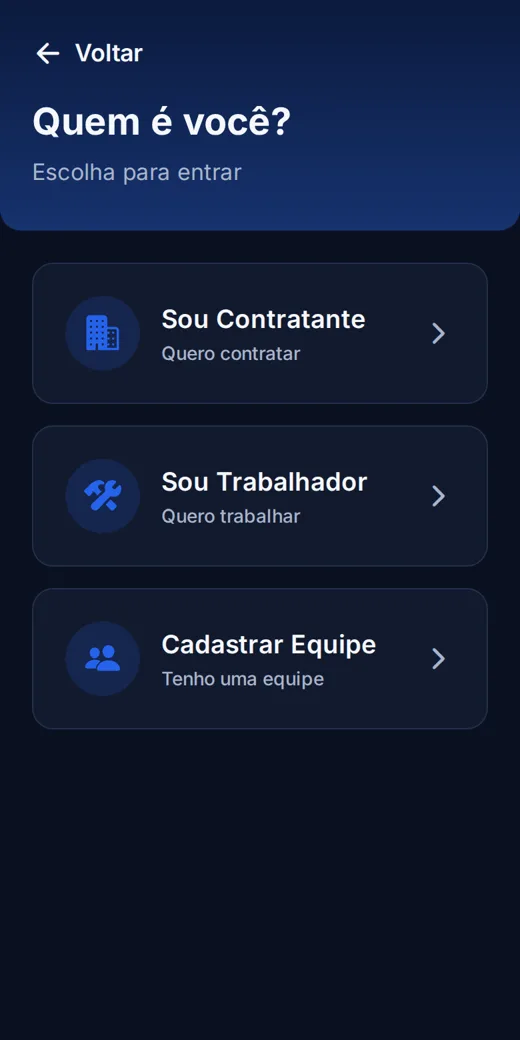 Voltar
Quem é você?
Escolha para entrar
Sou Contratante
Quero contratar
Sou Trabalhador
Quero trabalhar
Cadastrar Equipe
Tenho uma equipe